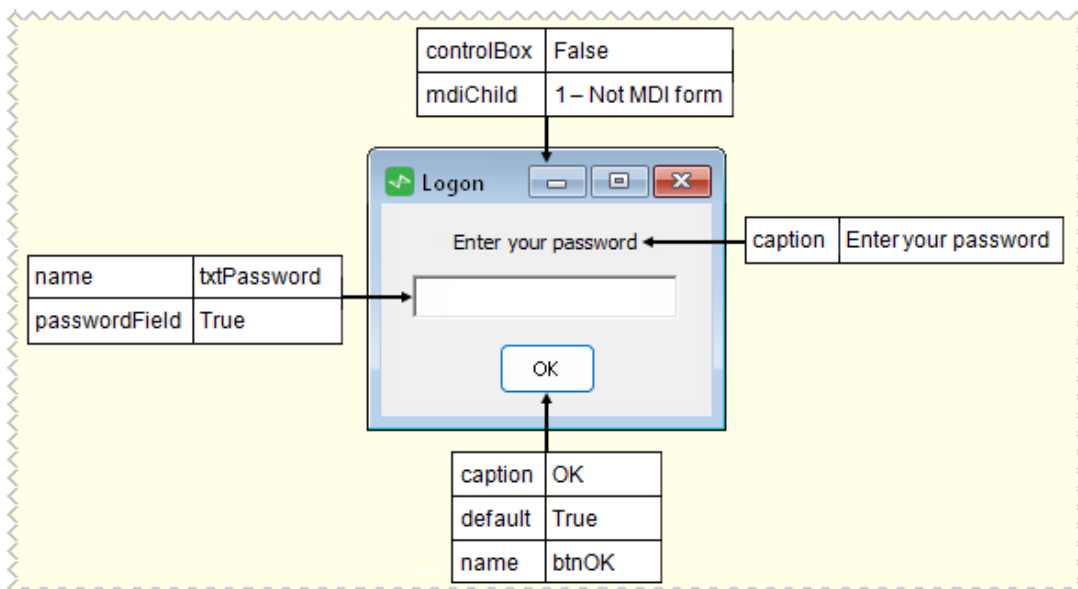 controlBox False
mdiChild 1 – Not MDI form
Logon
Enter your password
caption Enter your password
name txtPassword
passwordField True
OK
caption OK
default True
name btnOK